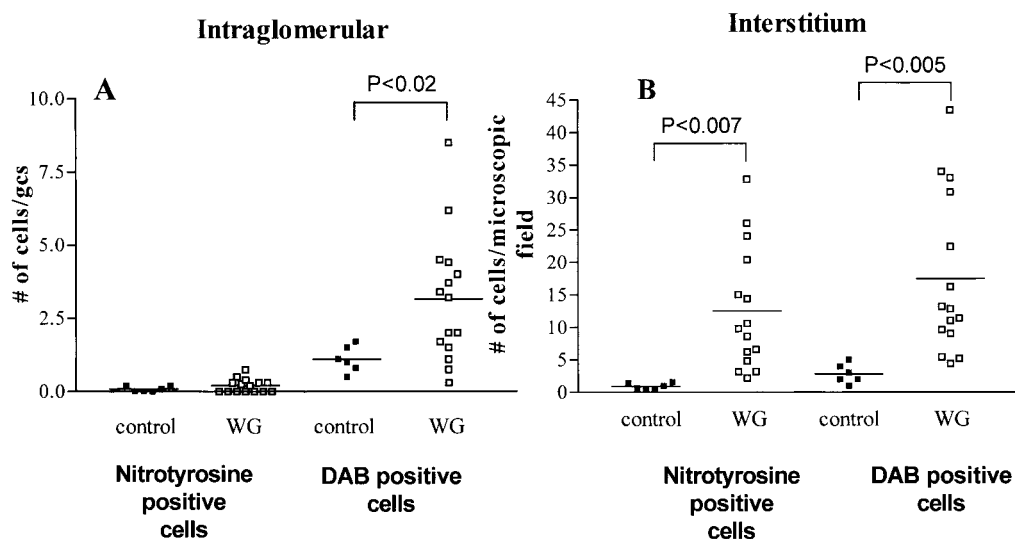 Intraglomerular
Interstitium
A
P<0.02
10.0
7.5
5.0
2.5
0.0
# of cells/gcs
control
WG
control
WG
Nitrotyrosine
positive
cells
DAB positive
cells
B
P<0.007
P<0.005
45
40
35
30
25
20
15
10
5
0
# of cells/microscopic
field
control
WG
control
WG
Nitrotyrosine
positive
cells
DAB positive
cells